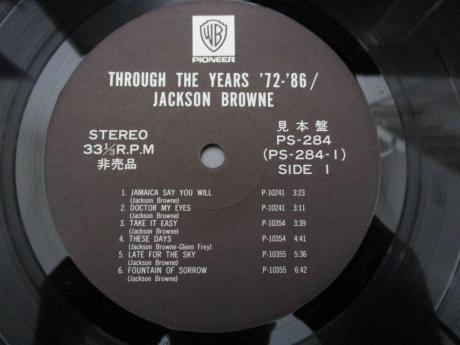 WB
PIONEER
THROUGH THE YEARS '72-'86/
JACKSON BROWNE
STEREO
33⅓R.P.M
非売品
見本盤
PS-284
(PS-284-1)
SIDE 1
1. JAMAICA SAY YOU WILL P-10241 3:23
(Jackson Browne)
2. DOCTOR MY EYES P-10241 3:11
(Jackson Browne)
3. TAKE IT EASY P-10354 3:39
(Jackson Browne)
4. THESE DAYS P-10354 4:41
(Jackson Browne-Glenn Frey)
5. LATE FOR THE SKY P-10355 5:36
(Jackson Browne)
6. FOUNTAIN OF SORROW P-10355 6:42
(Jackson Browne)